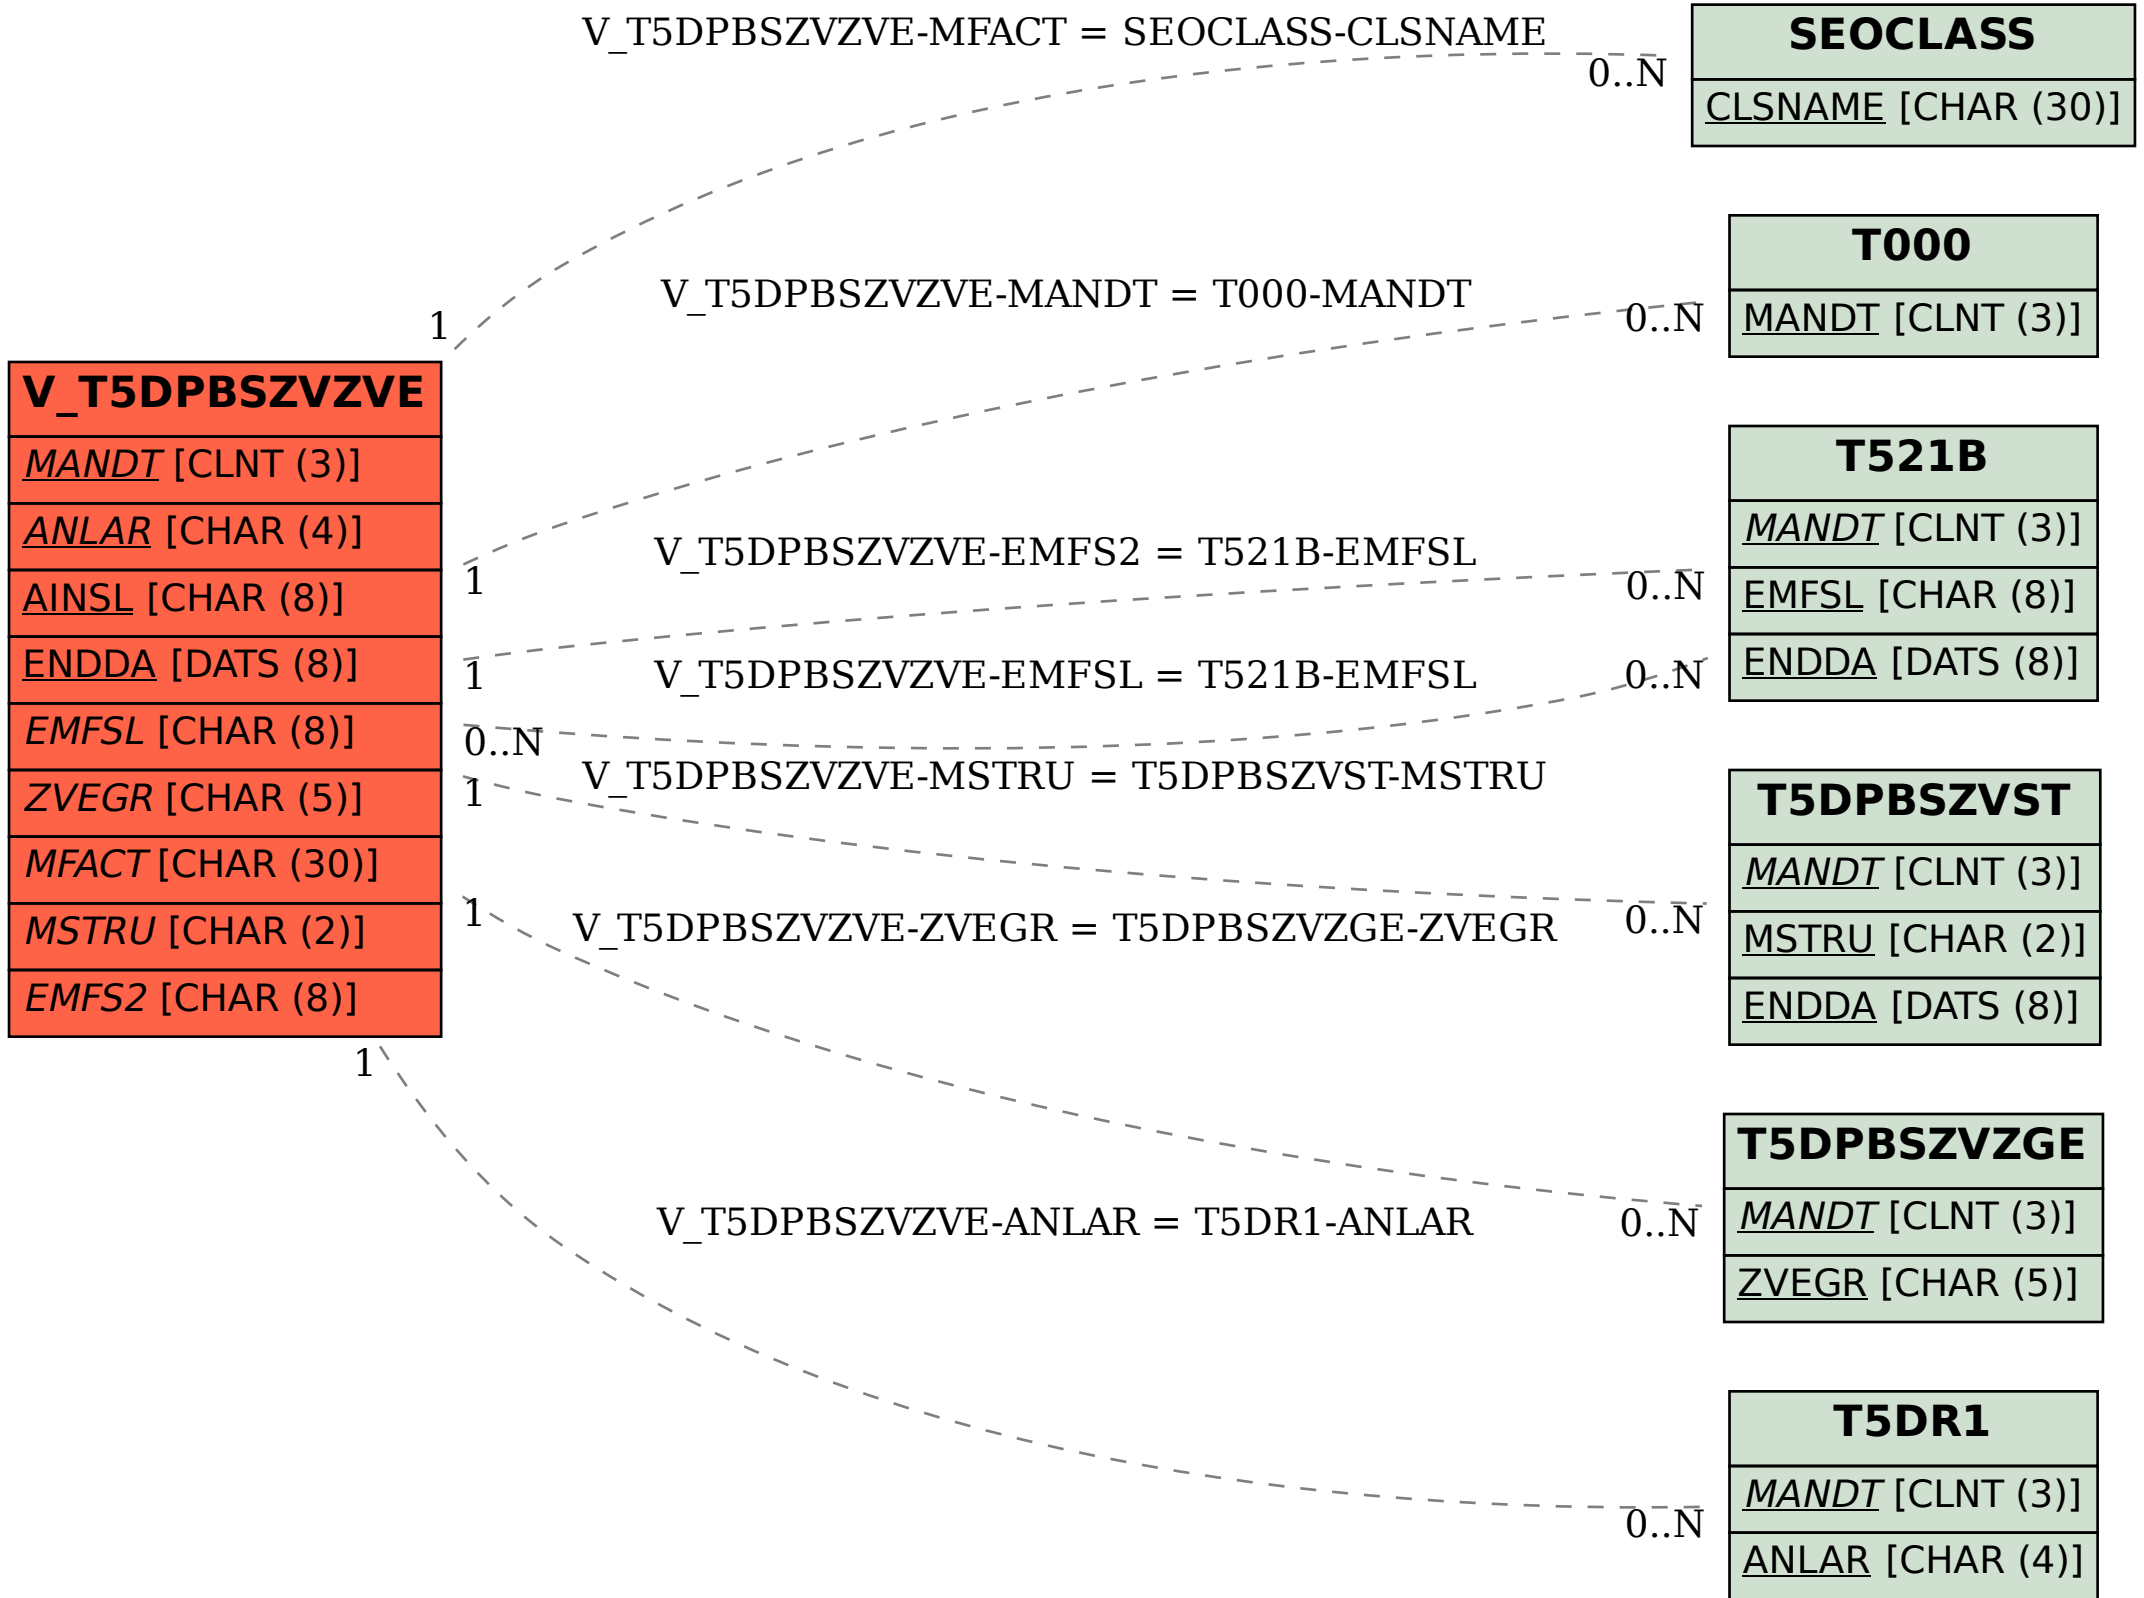 V_T5DPBSZVZVE-MFACT = SEOCLASS-CLSNAME
0..N
1
V_T5DPBSZVZVE-MANDT = T000-MANDT
0..N
1
V_T5DPBSZVZVE-EMFS2 = T521B-EMFSL
0..N
1
V_T5DPBSZVZVE-EMFSL = T521B-EMFSL
0..N
0..N
V_T5DPBSZVZVE-MSTRU = T5DPBSZVST-MSTRU
1
0..N
V_T5DPBSZVZVE-ZVEGR = T5DPBSZVZGE-ZVEGR
1
0..N
V_T5DPBSZVZVE-ANLAR = T5DR1-ANLAR
1
0..N
V_T5DPBSZVZVE
MANDT [CLNT (3)]
ANLAR [CHAR (4)]
AINSL [CHAR (8)]
ENDDA [DATS (8)]
EMFSL [CHAR (8)]
ZVEGR [CHAR (5)]
MFACT [CHAR (30)]
MSTRU [CHAR (2)]
EMFS2 [CHAR (8)]
SEOCLASS
CLSNAME [CHAR (30)]
T000
MANDT [CLNT (3)]
T521B
MANDT [CLNT (3)]
EMFSL [CHAR (8)]
ENDDA [DATS (8)]
T5DPBSZVST
MANDT [CLNT (3)]
MSTRU [CHAR (2)]
ENDDA [DATS (8)]
T5DPBSZVZGE
MANDT [CLNT (3)]
ZVEGR [CHAR (5)]
T5DR1
MANDT [CLNT (3)]
ANLAR [CHAR (4)]